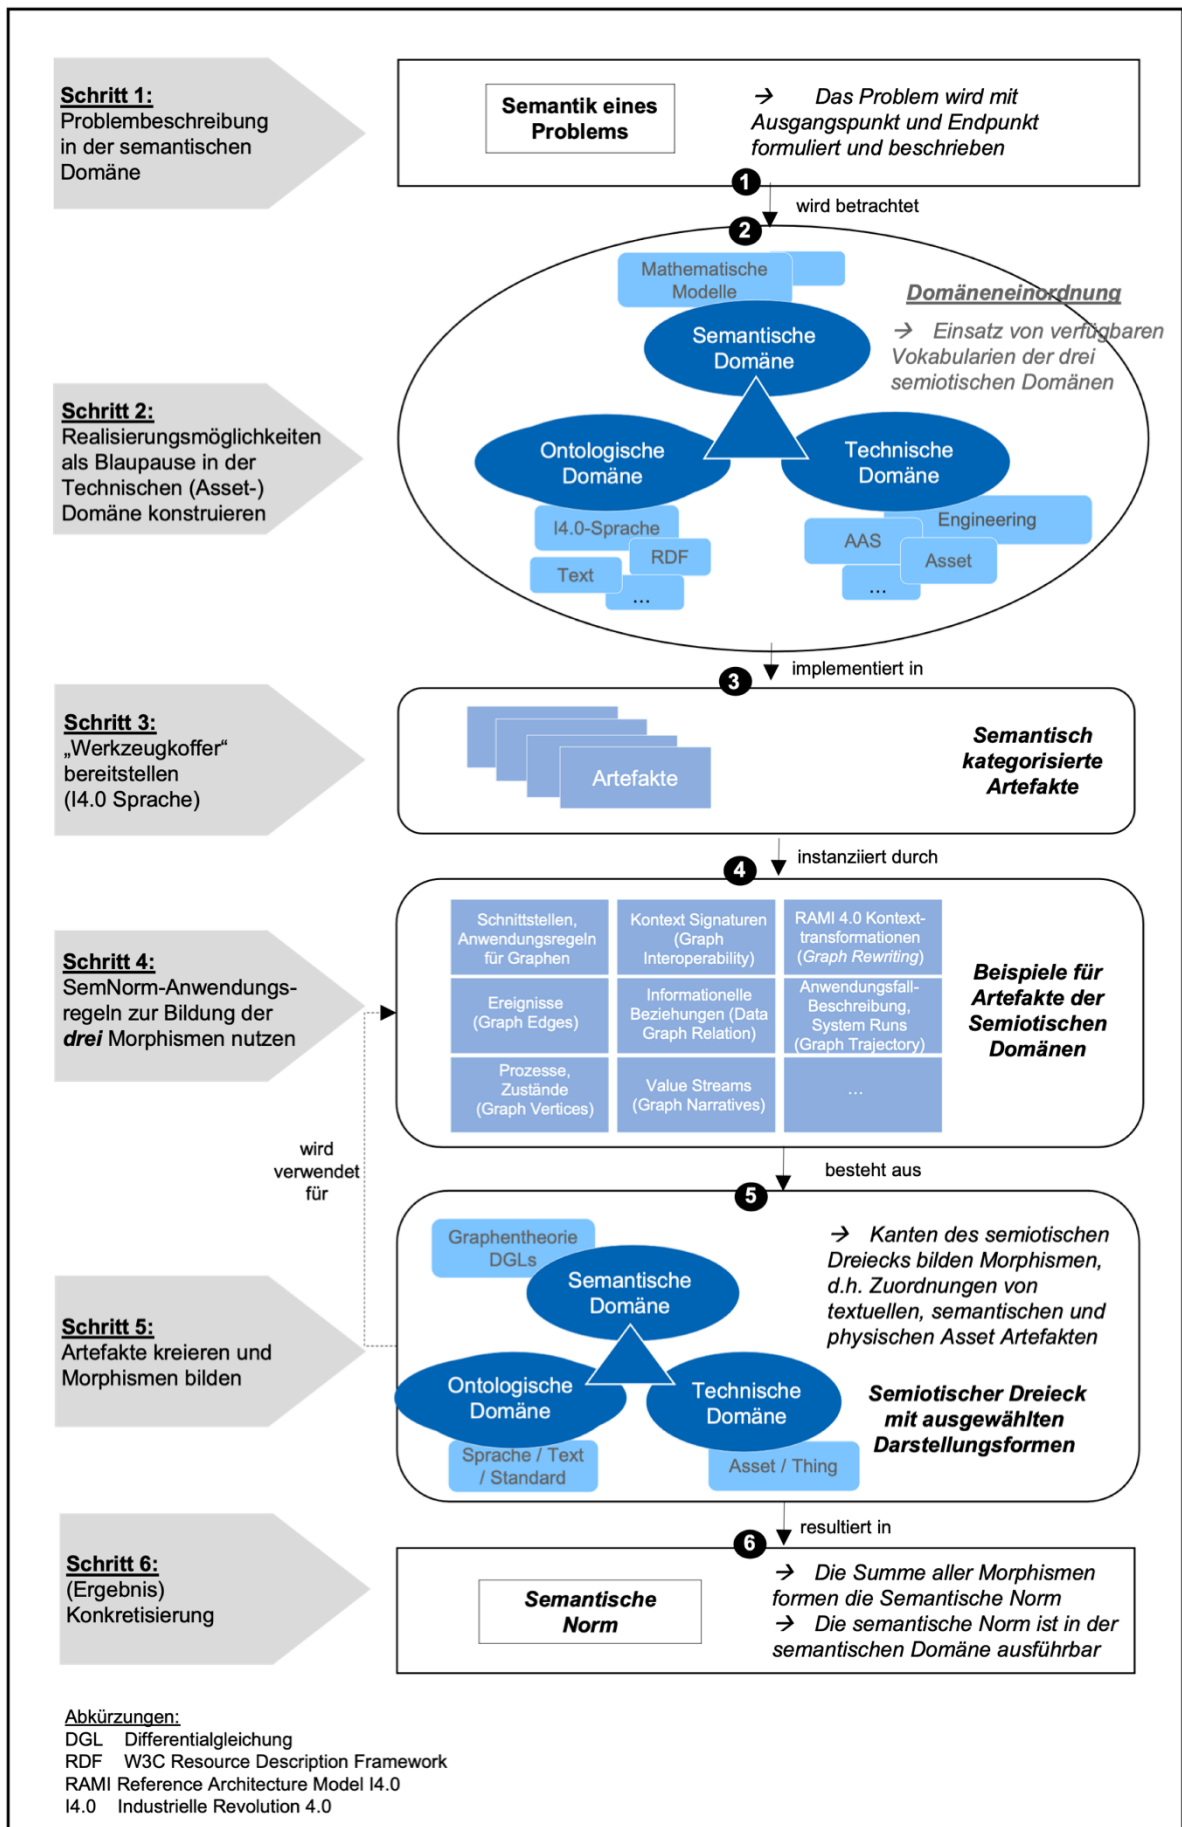 Schritt 1:
Problembeschreibung
in der semantischen
Domäne
Semantik eines
Problems
→ Das Problem wird mit
Ausgangspunkt und Endpunkt
formuliert und beschrieben
1
wird betrachtet
2
Mathematische
Modelle
Domäneneinordnung
→ Einsatz von verfügbaren
Vokabularien der drei
semiotischen Domänen
Semantische
Domäne
Schritt 2:
Realisierungsmöglichkeiten
als Blaupause in der
Technischen (Asset-)
Domäne konstruieren
Ontologische
Domäne
Technische
Domäne
I4.0-Sprache
RDF
Text
...
Engineering
AAS
Asset
...
implementiert in
3
Schritt 3:
„Werkzeugkoffer“
bereitstellen
(I4.0 Sprache)
Artefakte
Semantisch
kategorisierte
Artefakte
instanziiert durch
4
Schritt 4:
SemNorm-Anwendungs-
regeln zur Bildung der
drei Morphismen nutzen
Schnittstellen,
Anwendungsregeln
für Graphen
Kontext Signaturen
(Graph
Interoperability)
RAMI 4.0 Kontext-
transformationen
(Graph Rewriting)
Ereignisse
(Graph Edges)
Informationelle
Beziehungen (Data
Graph Relation)
Anwendungsfall-
Beschreibung,
System Runs
(Graph Trajectory)
Prozesse,
Zustände
(Graph Vertices)
Value Streams
(Graph Narratives)
...
Beispiele für
Artefakte der
Semiotischen
Domänen
wird
verwendet
für
besteht aus
5
Schritt 5:
Artefakte kreieren und
Morphismen bilden
Graphentheorie
DGLs
Semantische
Domäne
Ontologische
Domäne
Technische
Domäne
Sprache / Text
/ Standard
Asset / Thing
→ Kanten des semiotischen
Dreiecks bilden Morphismen,
d.h. Zuordnungen von
textuellen, semantischen und
physischen Asset Artefakten
Semiotischer Dreieck
mit ausgewählten
Darstellungsformen
resultiert in
6
Schritt 6:
(Ergebnis)
Konkretisierung
Semantische
Norm
→ Die Summe aller Morphismen
formen die Semantische Norm
→ Die semantische Norm ist in der
semantischen Domäne ausführbar
Abkürzungen:
DGL Differentialgleichung
RDF W3C Resource Description Framework
RAMI Reference Architecture Model I4.0
I4.0 Industrielle Revolution 4.0